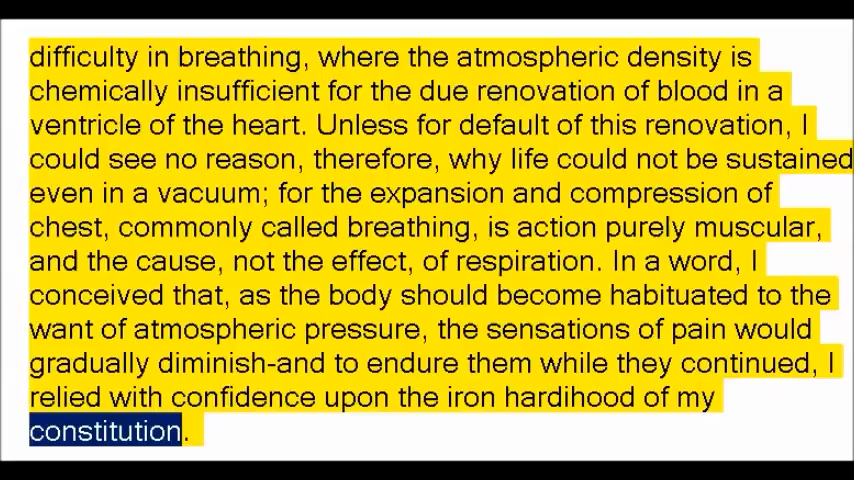 difficulty in breathing, where the atmospheric density is
chemically insufficient for the due renovation of blood in a
ventricle of the heart. Unless for default of this renovation, I
could see no reason, therefore, why life could not be sustained
even in a vacuum; for the expansion and compression of
chest, commonly called breathing, is action purely muscular,
and the cause, not the effect, of respiration. In a word, I
conceived that, as the body should become habituated to the
want of atmospheric pressure, the sensations of pain would
gradually diminish-and to endure them while they continued, I
relied with confidence upon the iron hardihood of my
constitution.